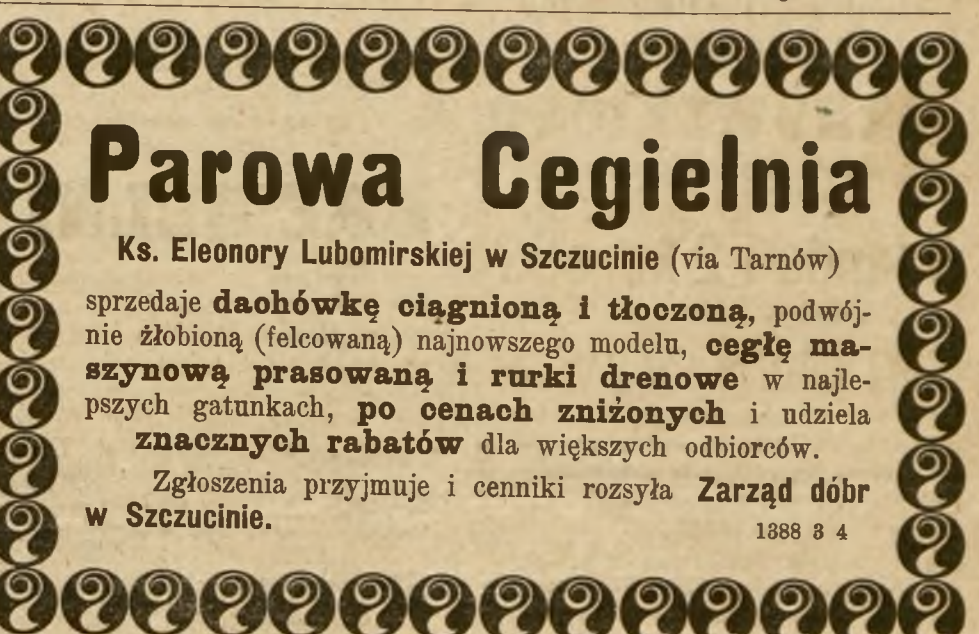 Parowa Cegielnia
Ks. Eleonory Lubomirskiej w Szczucinie (via Tarnów)
sprzedaje dachówkę ciągnioną i tłoczoną, podwój-
nie żłobioną (felcowaną) najnowszego modelu, cegłę ma-
szynową prasowaną i rurki drenowe w najle-
pszych gatunkach, po cenach zniżonych i udziela
znacznych rabatów dla większych odbiorców.
Zgłoszenia przyjmuje i cenniki rozsyła Zarząd dóbr
w Szczucinie.
1388 3 4